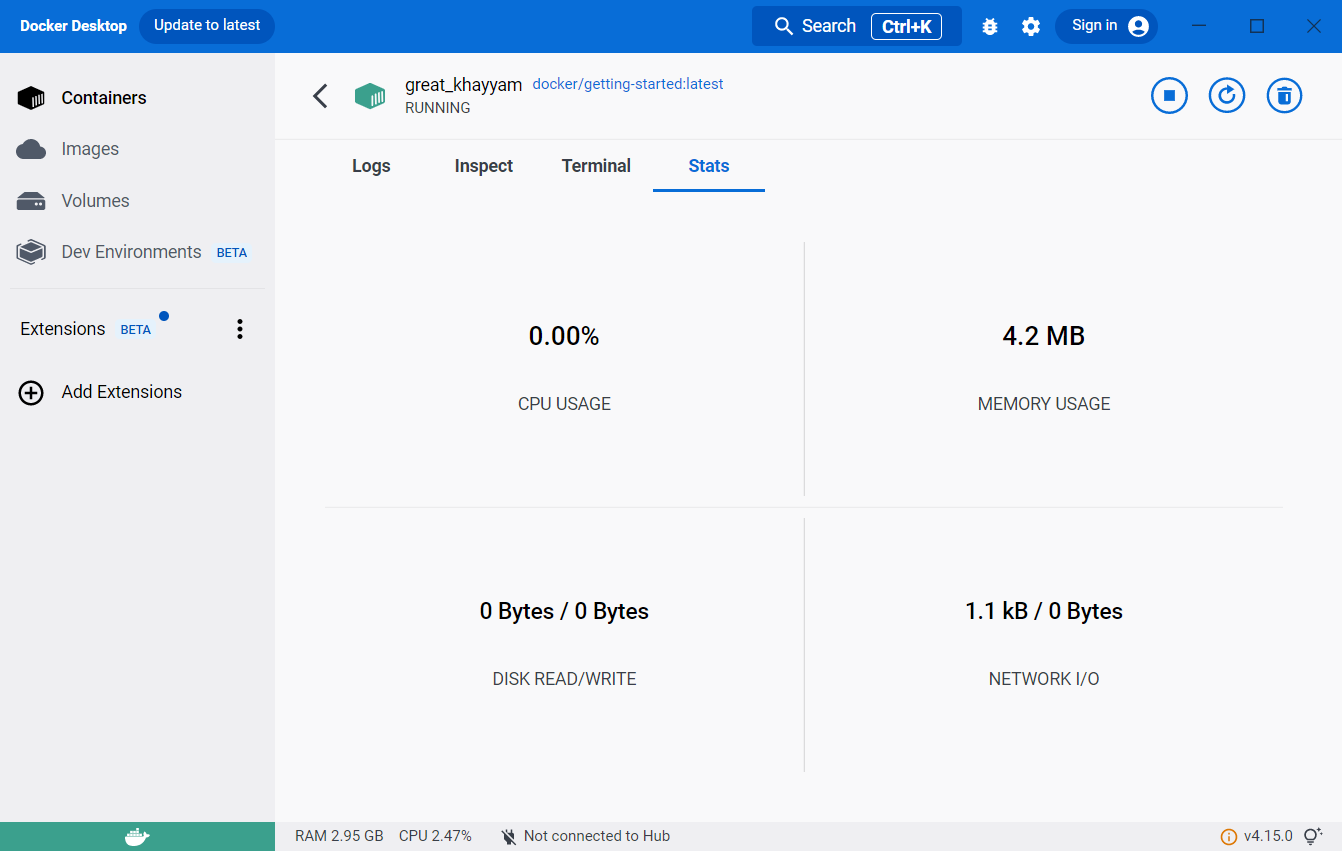 Docker Desktop Update to latest Search Ctrl+K Sign in
Containers
Images
Volumes
Dev Environments BETA
Extensions BETA
Add Extensions
great_khayyam docker/getting-started:latest
RUNNING
Logs Inspect Terminal Stats
0.00%
CPU USAGE
4.2 MB
MEMORY USAGE
0 Bytes / 0 Bytes
DISK READ/WRITE
1.1 kB / 0 Bytes
NETWORK I/O
RAM 2.95 GB CPU 2.47% Not connected to Hub v4.15.0